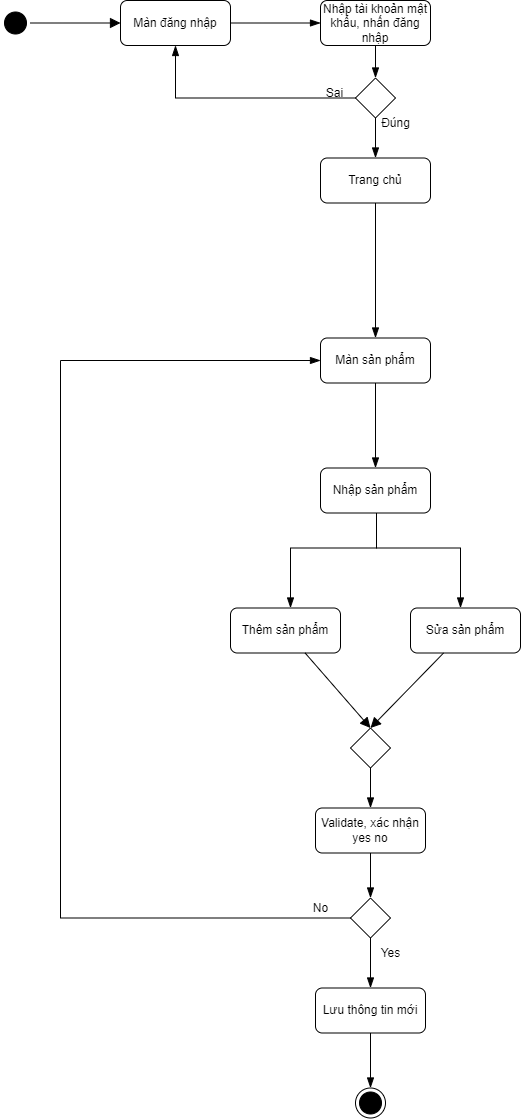 Màn đăng nhập
Nhập tài khoản mật
khẩu, nhấn đăng
nhập
Sai
Đúng
Trang chủ
Màn sản phẩm
Nhập sản phẩm
Thêm sản phẩm
Sửa sản phẩm
Validate, xác nhận
yes no
No
Yes
Lưu thông tin mới